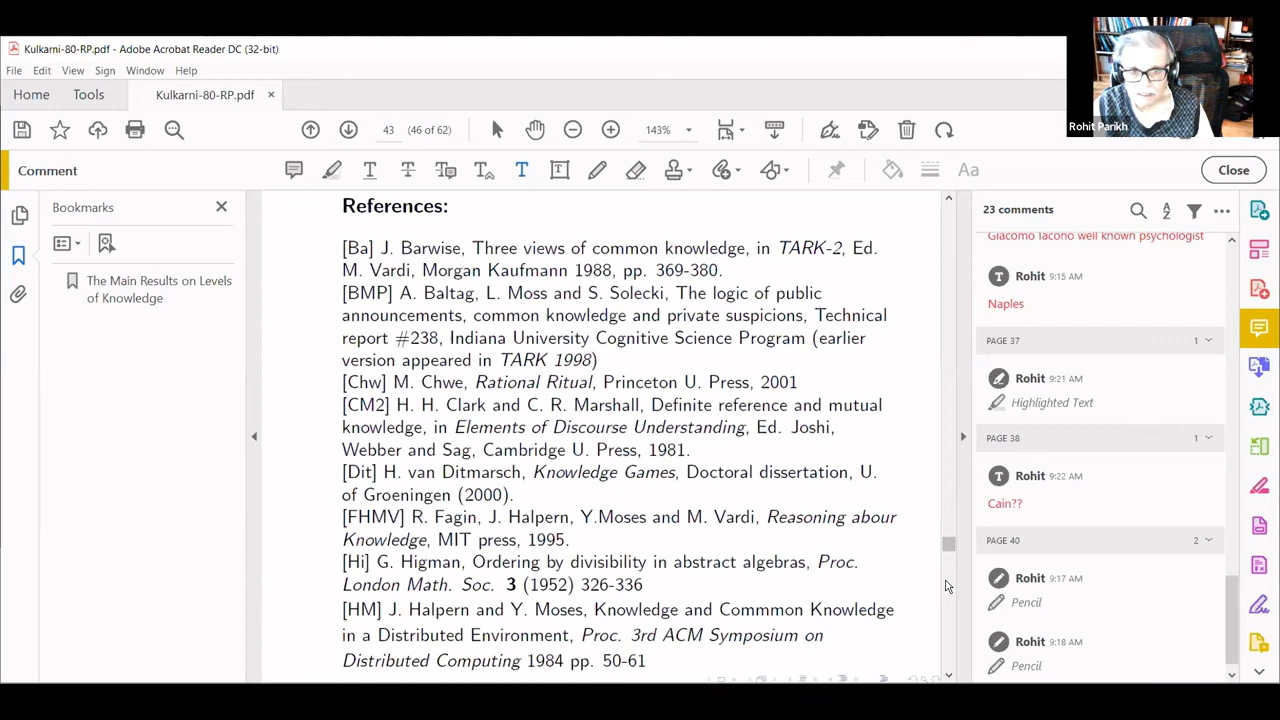 Kulkarni-80-RP.pdf - Adobe Acrobat Reader DC (32-bit)
File Edit View Sign Window Help
Home Tools Kulkarni-80-RP.pdf ×
43 (46 of 62) 143%
Rohit Parikh
Comment Close
Bookmarks
The Main Results on Levels
of Knowledge
References:
[Ba] J. Barwise, Three views of common knowledge, in TARK-2, Ed.
M. Vardi, Morgan Kaufmann 1988, pp. 369-380.
[BMP] A. Baltag, L. Moss and S. Solecki, The logic of public
announcements, common knowledge and private suspicions, Technical
report #238, Indiana University Cognitive Science Program (earlier
version appeared in TARK 1998)
[Chw] M. Chwe, Rational Ritual, Princeton U. Press, 2001
[CM2] H. H. Clark and C. R. Marshall, Definite reference and mutual
knowledge, in Elements of Discourse Understanding, Ed. Joshi,
Webber and Sag, Cambridge U. Press, 1981.
[Dit] H. van Ditmarsch, Knowledge Games, Doctoral dissertation, U.
of Groeningen (2000).
[FHMV] R. Fagin, J. Halpern, Y.Moses and M. Vardi, Reasoning abour
Knowledge, MIT press, 1995.
[Hi] G. Higman, Ordering by divisibility in abstract algebras, Proc.
London Math. Soc. 3 (1952) 326-336
[HM] J. Halpern and Y. Moses, Knowledge and Commmon Knowledge
in a Distributed Environment, Proc. 3rd ACM Symposium on
Distributed Computing 1984 pp. 50-61
23 comments
Giacomo Iacono well known psychologist
T Rohit 9:15 AM
Naples
PAGE 37 1
Rohit 9:21 AM
Highlighted Text
PAGE 38 1
T Rohit 9:22 AM
Cain??
PAGE 40 2
Rohit 9:17 AM
Pencil
Rohit 9:18 AM
Pencil